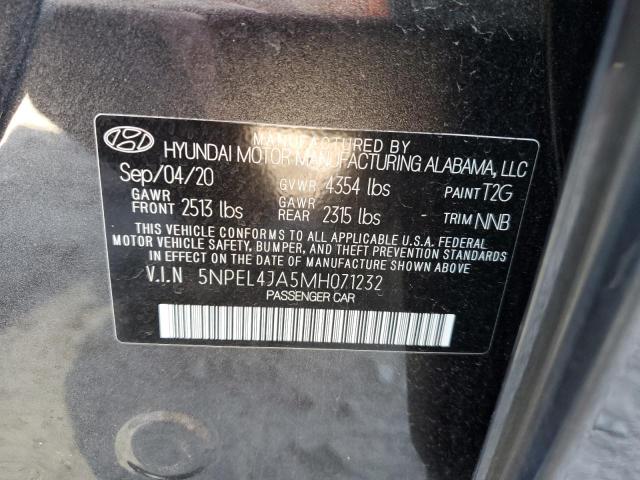 MANUFACTURED BY
HYUNDAI MOTOR MANUFACTURING ALABAMA, LLC
Sep/04/20 GVWR 4354 lbs PAINT T2G
GAWR FRONT 2513 lbs GAWR REAR 2315 lbs - TRIM NNB
THIS VEHICLE CONFORMS TO ALL APPLICABLE U.S.A. FEDERAL
MOTOR VEHICLE SAFETY, BUMPER, AND THEFT PREVENTION STANDARDS
IN EFFECT ON THE DATE OF MANUFACTURE SHOWN ABOVE.
V.I.N 5NPEL4JA5MH071232
PASSENGER CAR